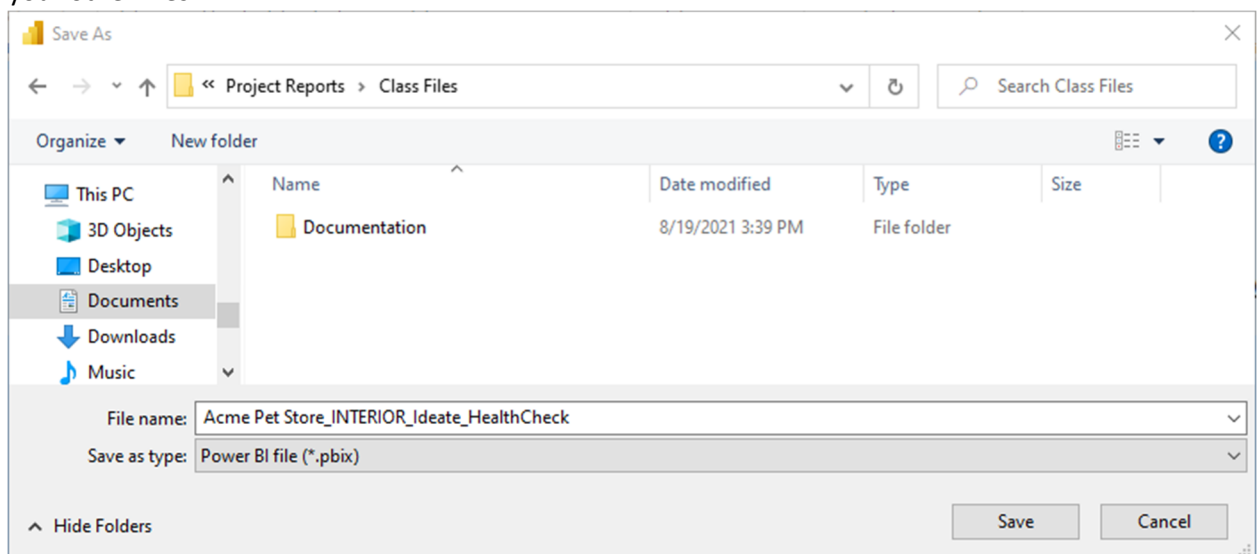 Save As
« Project Reports > Class Files
Search Class Files
Organize
New folder
This PC
3D Objects
Desktop
Documents
Downloads
Music
Name Date modified Type Size
Documentation 8/19/2021 3:39 PM File folder
File name: Acme Pet Store_INTERIOR_Ideate_HealthCheck
Save as type: Power BI file (*.pbix)
Hide Folders
Save
Cancel